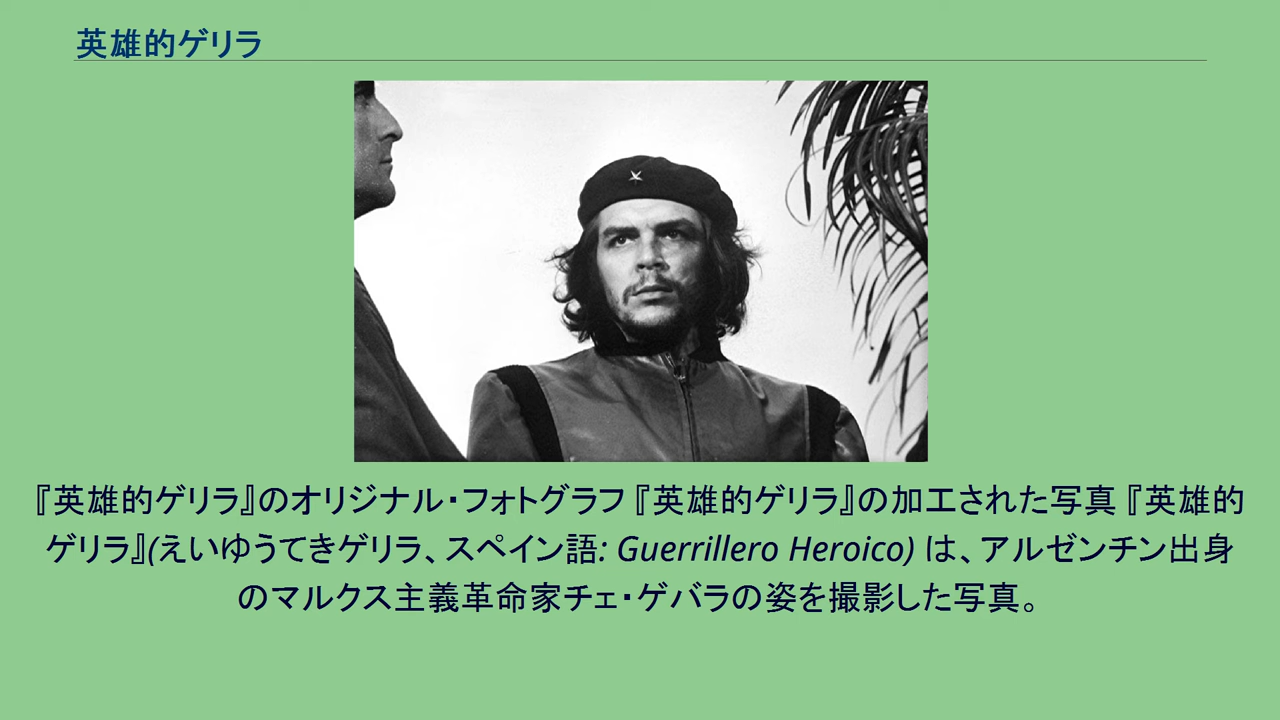 英雄的ゲリラ
『英雄的ゲリラ』のオリジナル・フォトグラフ『英雄的ゲリラ』の加工された写真『英雄的
ゲリラ』(えいゆうてきゲリラ、スペイン語: Guerrillero Heroico) は、アルゼンチン出身
のマルクス主義革命家チェ・ゲバラの姿を撮影した写真。